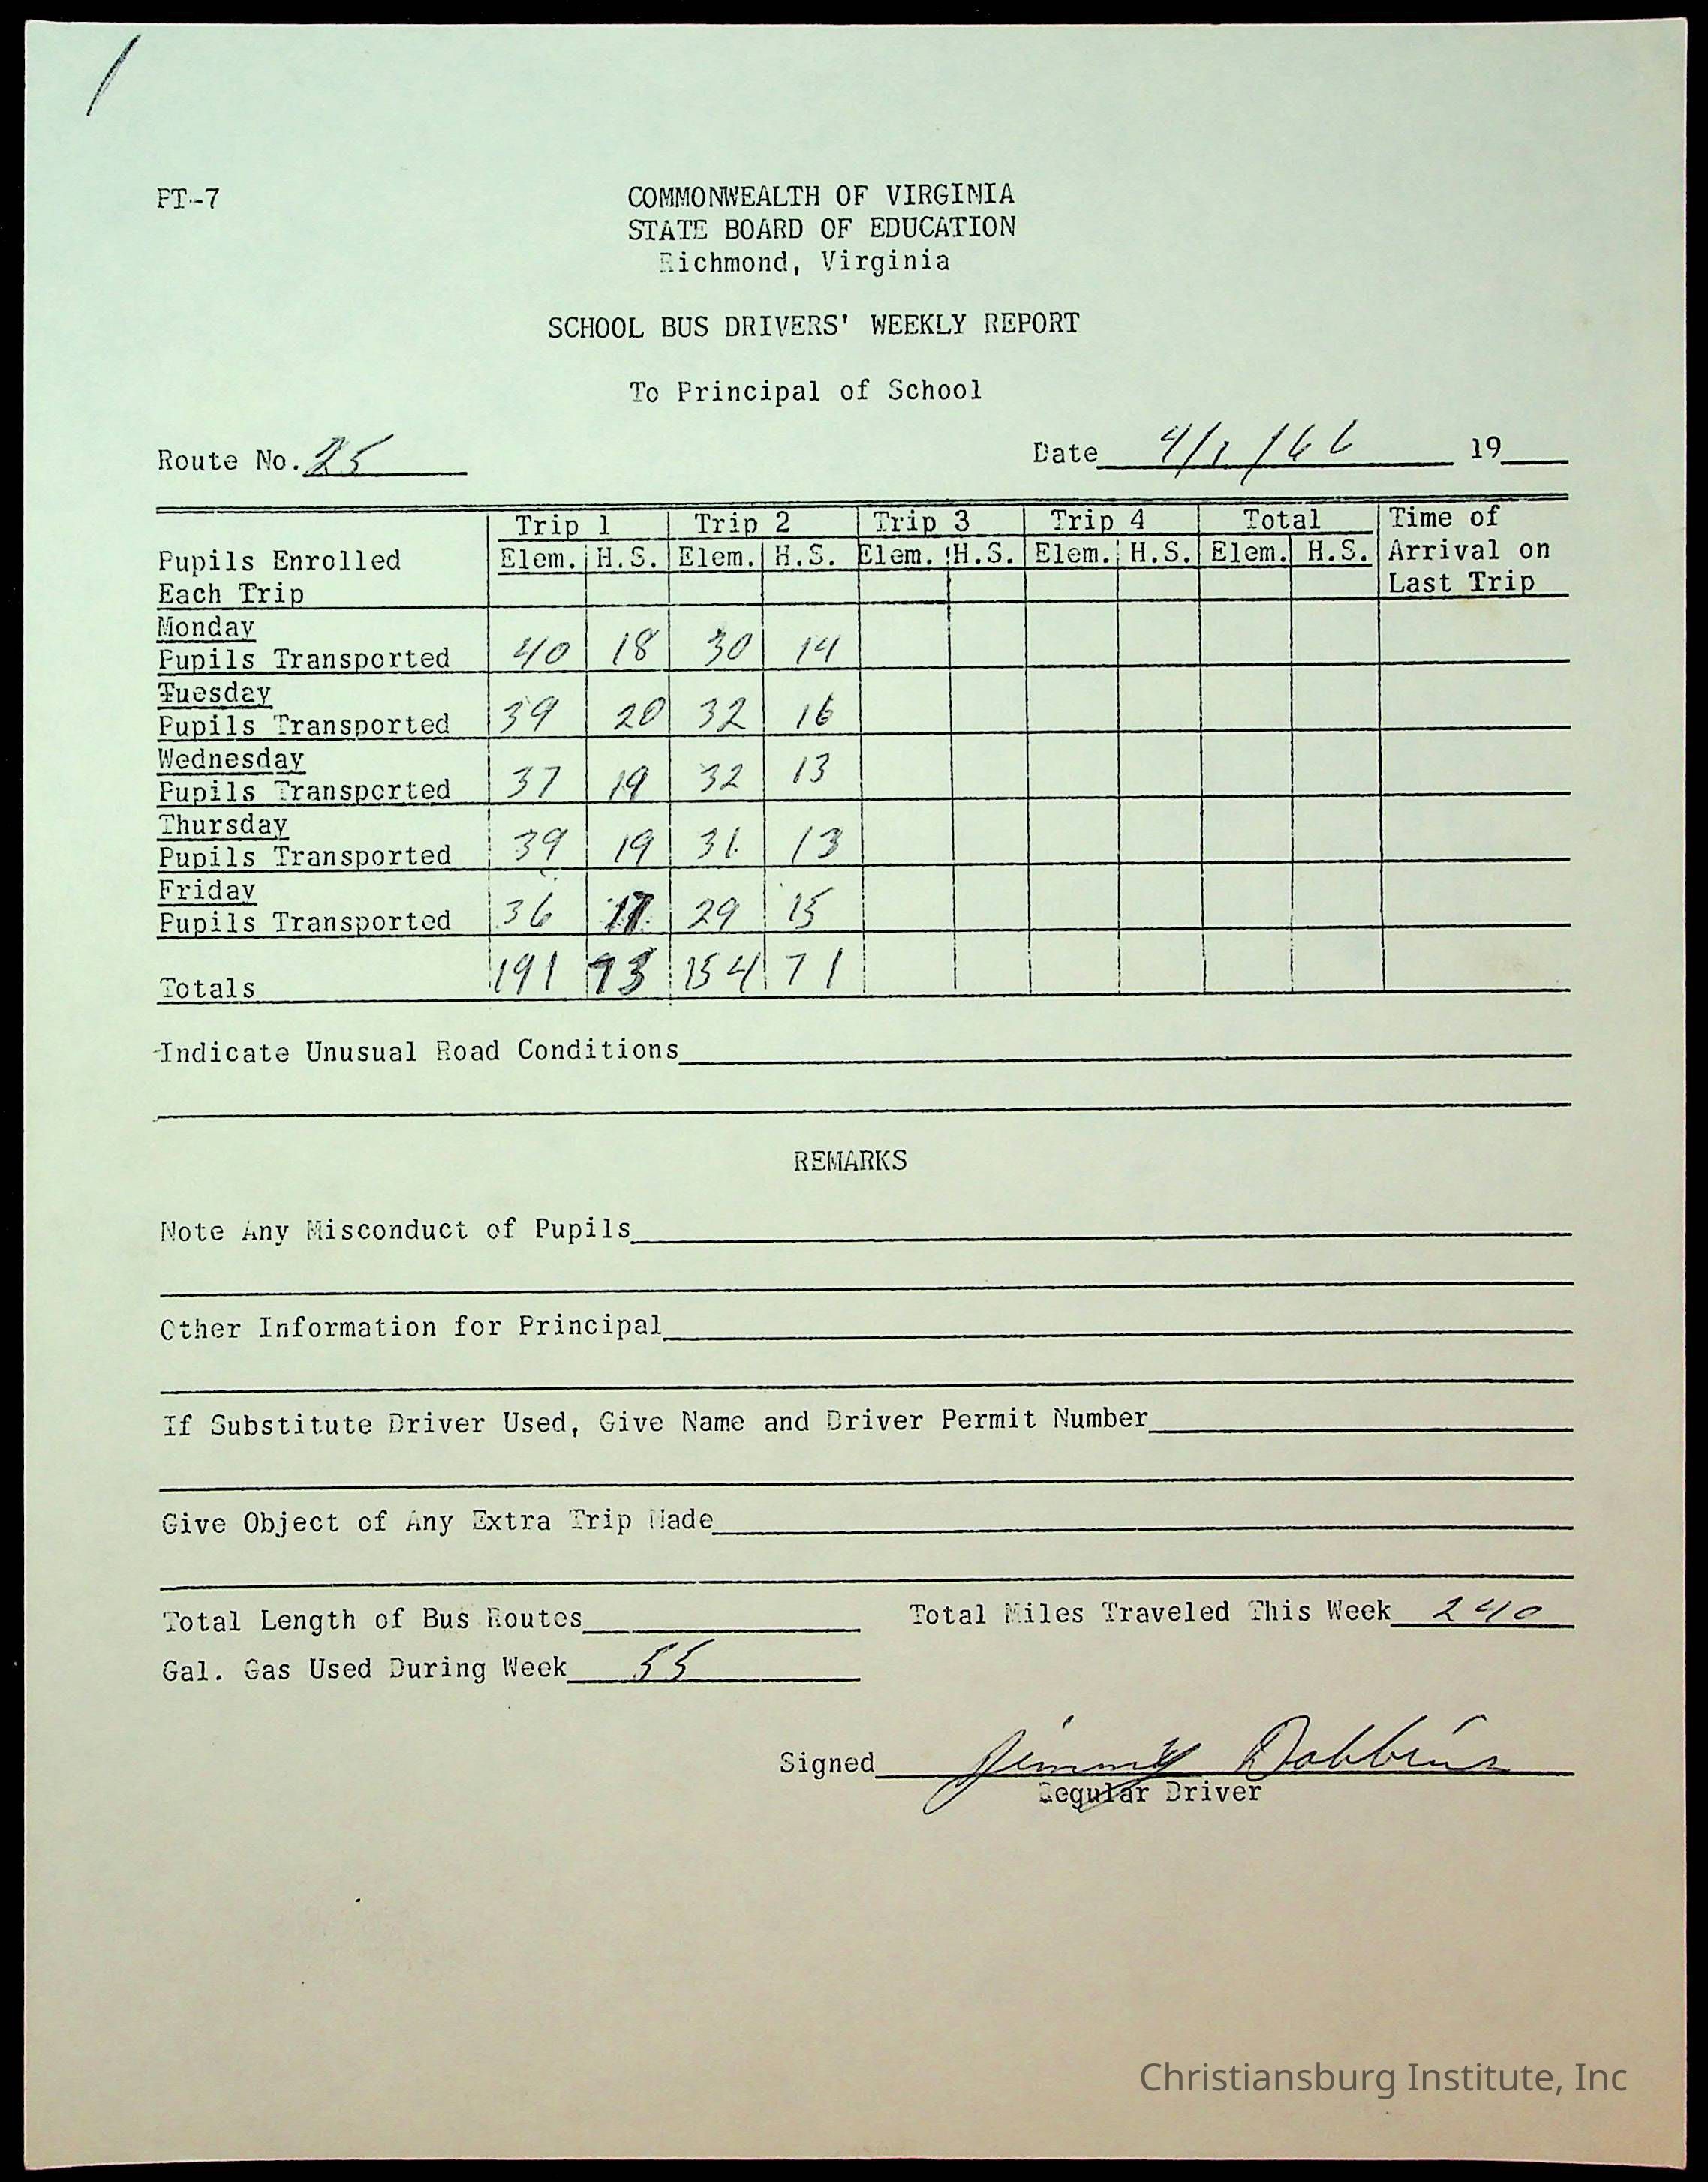 PT-7
COMMONWEALTH OF VIRGINIA
STATE BOARD OF EDUCATION
Richmond, Virginia
SCHOOL BUS DRIVERS' WEEKLY REPORT
To Principal of School
Route No. 25 Date 4/1/66 19
Trip 1 Trip 2 Trip 3 Trip 4 Total Time of
Pupils Enrolled Elem. H.S. Elem. H.S. Elem. H.S. Elem. H.S. Elem. H.S. Arrival on
Each Trip Last Trip
Monday
Pupils Transported 40 18 30 14
Tuesday
Pupils Transported 39 20 32 16
Wednesday
Pupils Transported 37 19 32 13
Thursday
Pupils Transported 39 19 31 13
Friday
Pupils Transported 36 17 29 15
Totals 191 93 154 71
Indicate Unusual Road Conditions
REMARKS
Note Any Misconduct of Pupils
Other Information for Principal
If Substitute Driver Used, Give Name and Driver Permit Number
Give Object of Any Extra Trip Made
Total Length of Bus Routes Total Miles Traveled This Week 240
Gal. Gas Used During Week 55
Signed Jimmy Dobbins
Regular Driver
Christiansburg Institute, Inc